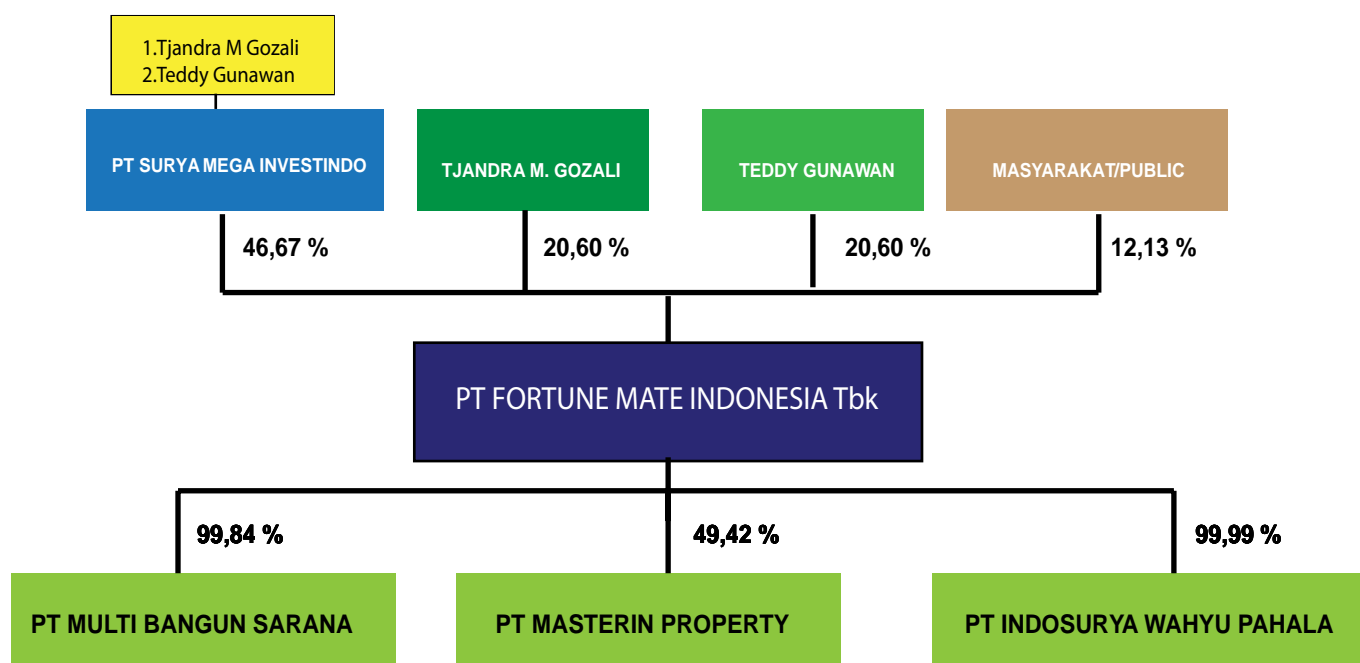 1.Tjandra M Gozali
2.Teddy Gunawan
PT SURYA MEGA INVESTINDO
TJANDRA M. GOZALI
TEDDY GUNAWAN
MASYARAKAT/PUBLIC
46,67 %
20,60 %
20,60 %
12,13 %
PT FORTUNE MATE INDONESIA Tbk
99,84 %
49,42 %
99,99 %
PT MULTI BANGUN SARANA
PT MASTERIN PROPERTY
PT INDOSURYA WAHYU PAHALA